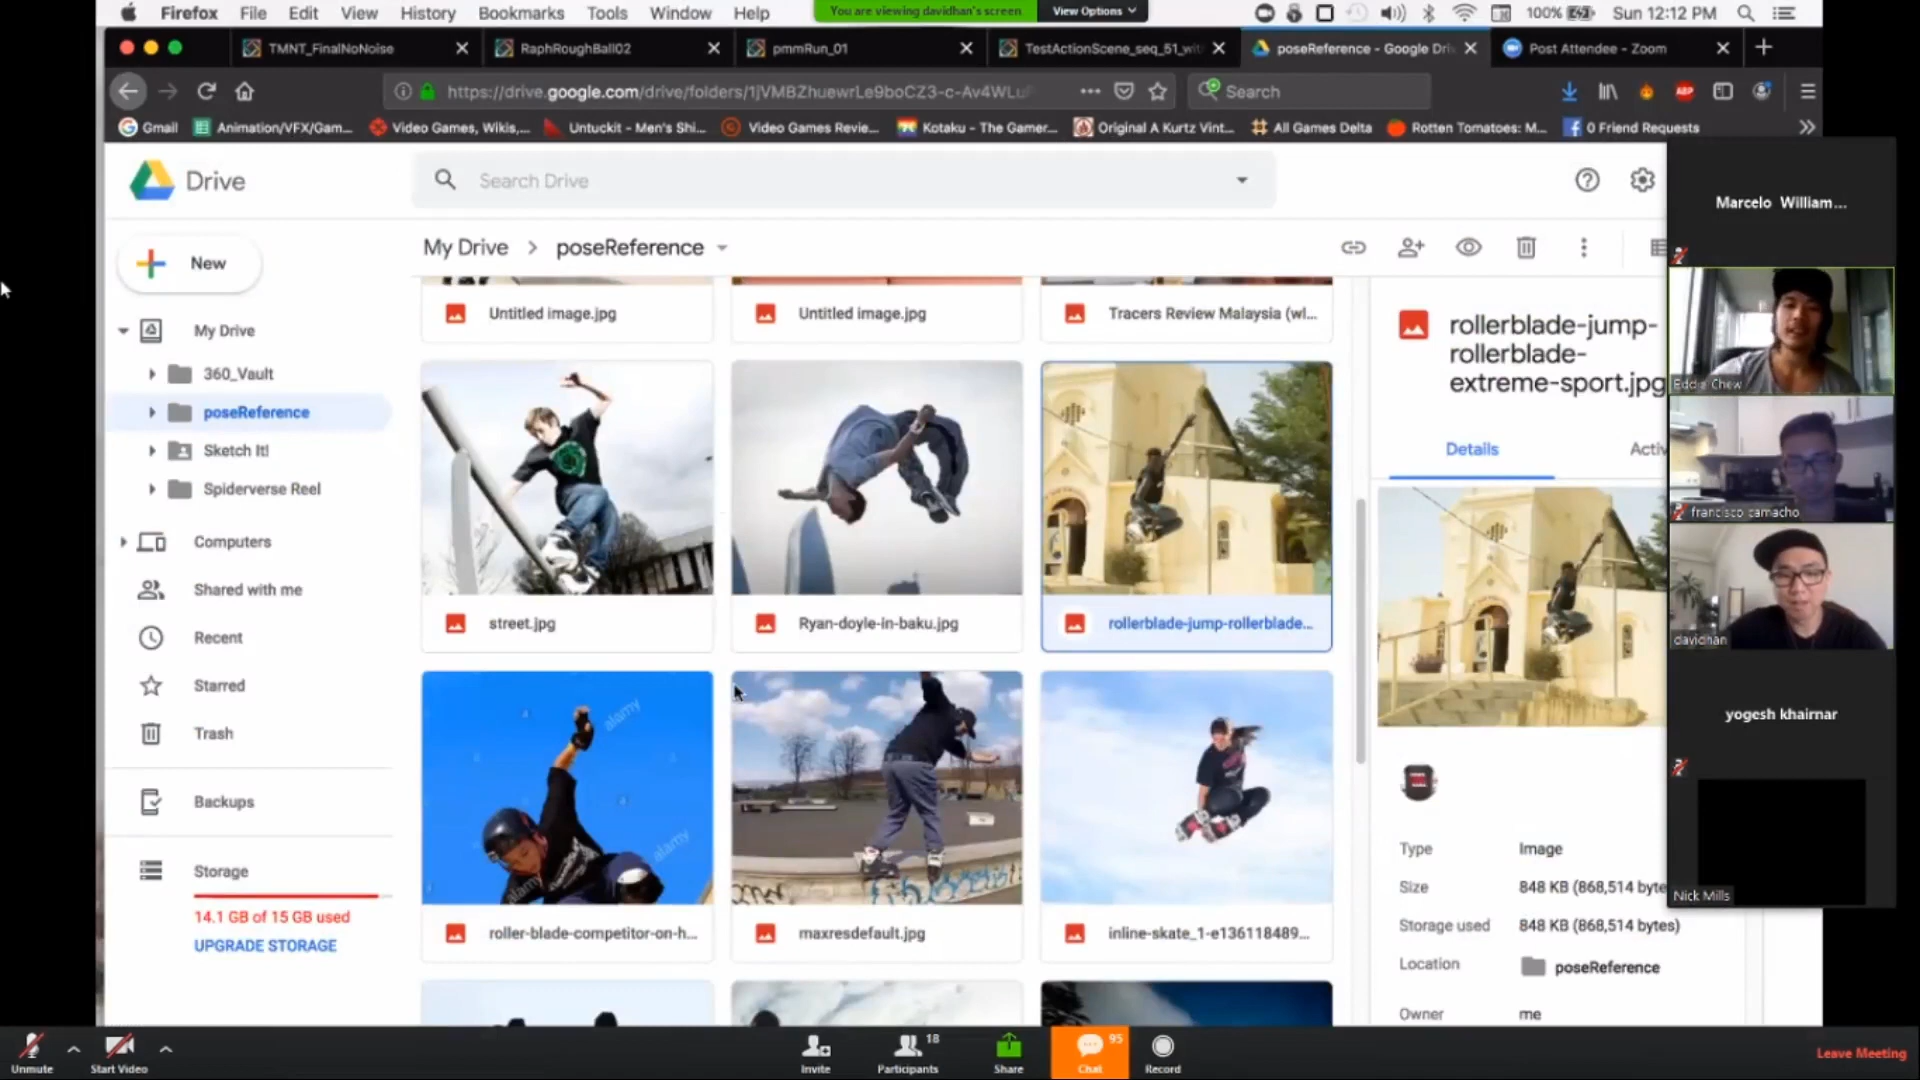 Firefox File Edit View History Bookmarks Tools Window Help
You are viewing davidhan's screen
View Options
100%
Sun 12:12 PM
TMNT_FinalNoNoise
RaphRoughBall02
pmmRun_01
TestActionScene_seq_51_wit
poseReference - Google Dri
Post Attendee - Zoom
Search
Gmail
Animation/VFX/Gam...
Video Games, Wikis,...
Untuckit - Men's Shi...
Video Games Revie...
Kotaku - The Gamer...
Original A Kurtz Vint...
All Games Delta
Rotten Tomatoes: M...
0 Friend Requests
Drive
Search Drive
New
My Drive
poseReference
My Drive
360_Vault
poseReference
Sketch It!
Spiderverse Reel
Computers
Shared with me
Recent
Starred
Trash
Backups
Storage
14.1 GB of 15 GB used
UPGRADE STORAGE
Untitled image.jpg
Untitled image.jpg
Tracers Review Malaysia (wl...
street.jpg
Ryan-doyle-in-baku.jpg
rollerblade-jump-rollerblade...
alamy
alamy
alamy
roller-blade-competitor-on-h...
maxresdefault.jpg
inline-skate_1-e136118489...
rollerblade-jump-
rollerblade-
extreme-sport.jpg
Details
Activ
Type
Image
Size
848 KB (868,514 byte
Storage used
848 KB (868,514 bytes)
Location
poseReference
Owner
me
Marcelo William...
Eddie Chew
francisco camacho
davidhan
yogesh khairnar
Nick Mills
Unmute
Start Video
Invite
Participants
18
Share
Chat
95
Record
Leave Meeting